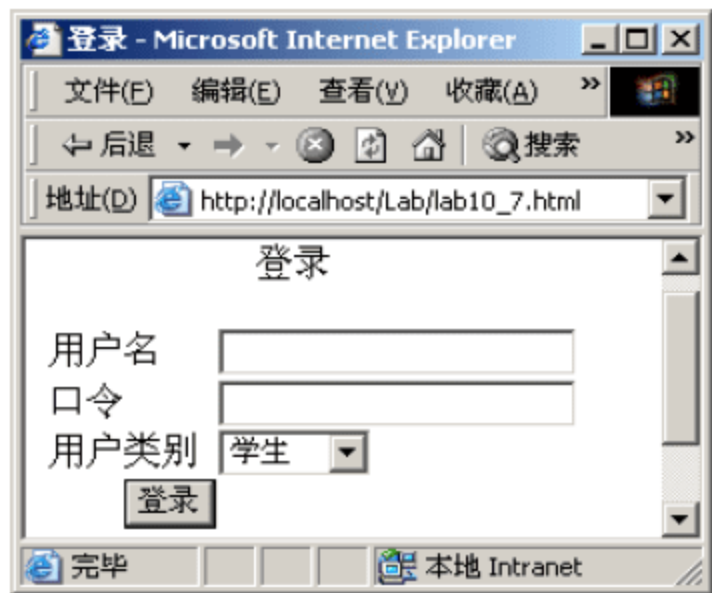 登录 - Microsoft Internet Explorer
文件(F) 编辑(E) 查看(V) 收藏(A) »
后退 搜索 »
地址(D) http://localhost/Lab/lab10_7.html
登录
用户名
口令
用户类别 学生
登录
完毕 本地 Intranet